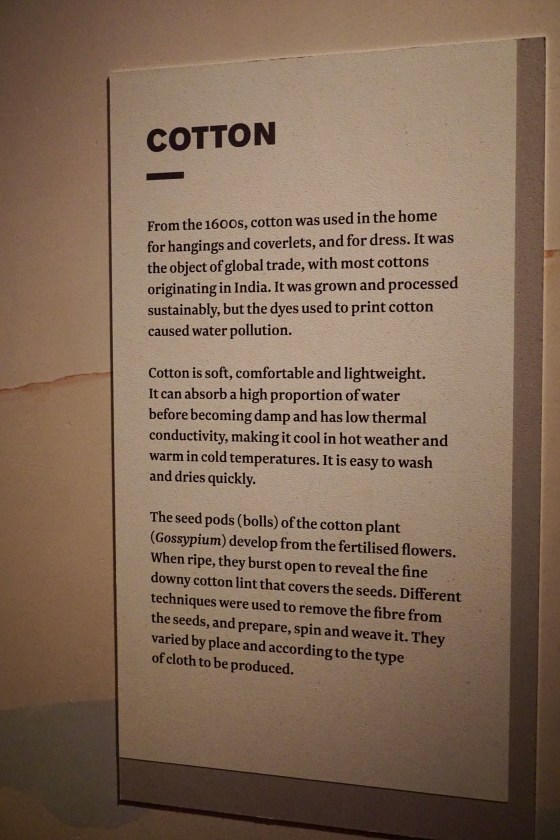 COTTON
From the 1600s, cotton was used in the home
for hangings and coverlets, and for dress. It was
the object of global trade, with most cottons
originating in India. It was grown and processed
sustainably, but the dyes used to print cotton
caused water pollution.
Cotton is soft, comfortable and lightweight.
It can absorb a high proportion of water
before becoming damp and has low thermal
conductivity, making it cool in hot weather and
warm in cold temperatures. It is easy to wash
and dries quickly.
The seed pods (bolls) of the cotton plant
(Gossypium) develop from the fertilised flowers.
When ripe, they burst open to reveal the fine
downy cotton lint that covers the seeds. Different
techniques were used to remove the fibre from
the seeds, and prepare, spin and weave it. They
varied by place and according to the type
of cloth to be produced.